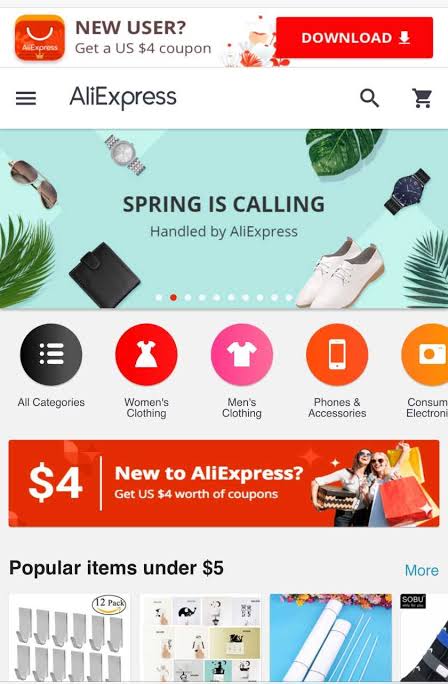 NEW USER?
Get a US $4 coupon
AliExpress
DOWNLOAD
AliExpress
SPRING IS CALLING
Handled by AliExpress
All Categories
Women's
Clothing
Men's
Clothing
Phones &
Accessories
Consum
Electroni
$4
New to AliExpress?
Get US $4 worth of coupons
Popular items under $5
More
12 Pack
SOBU